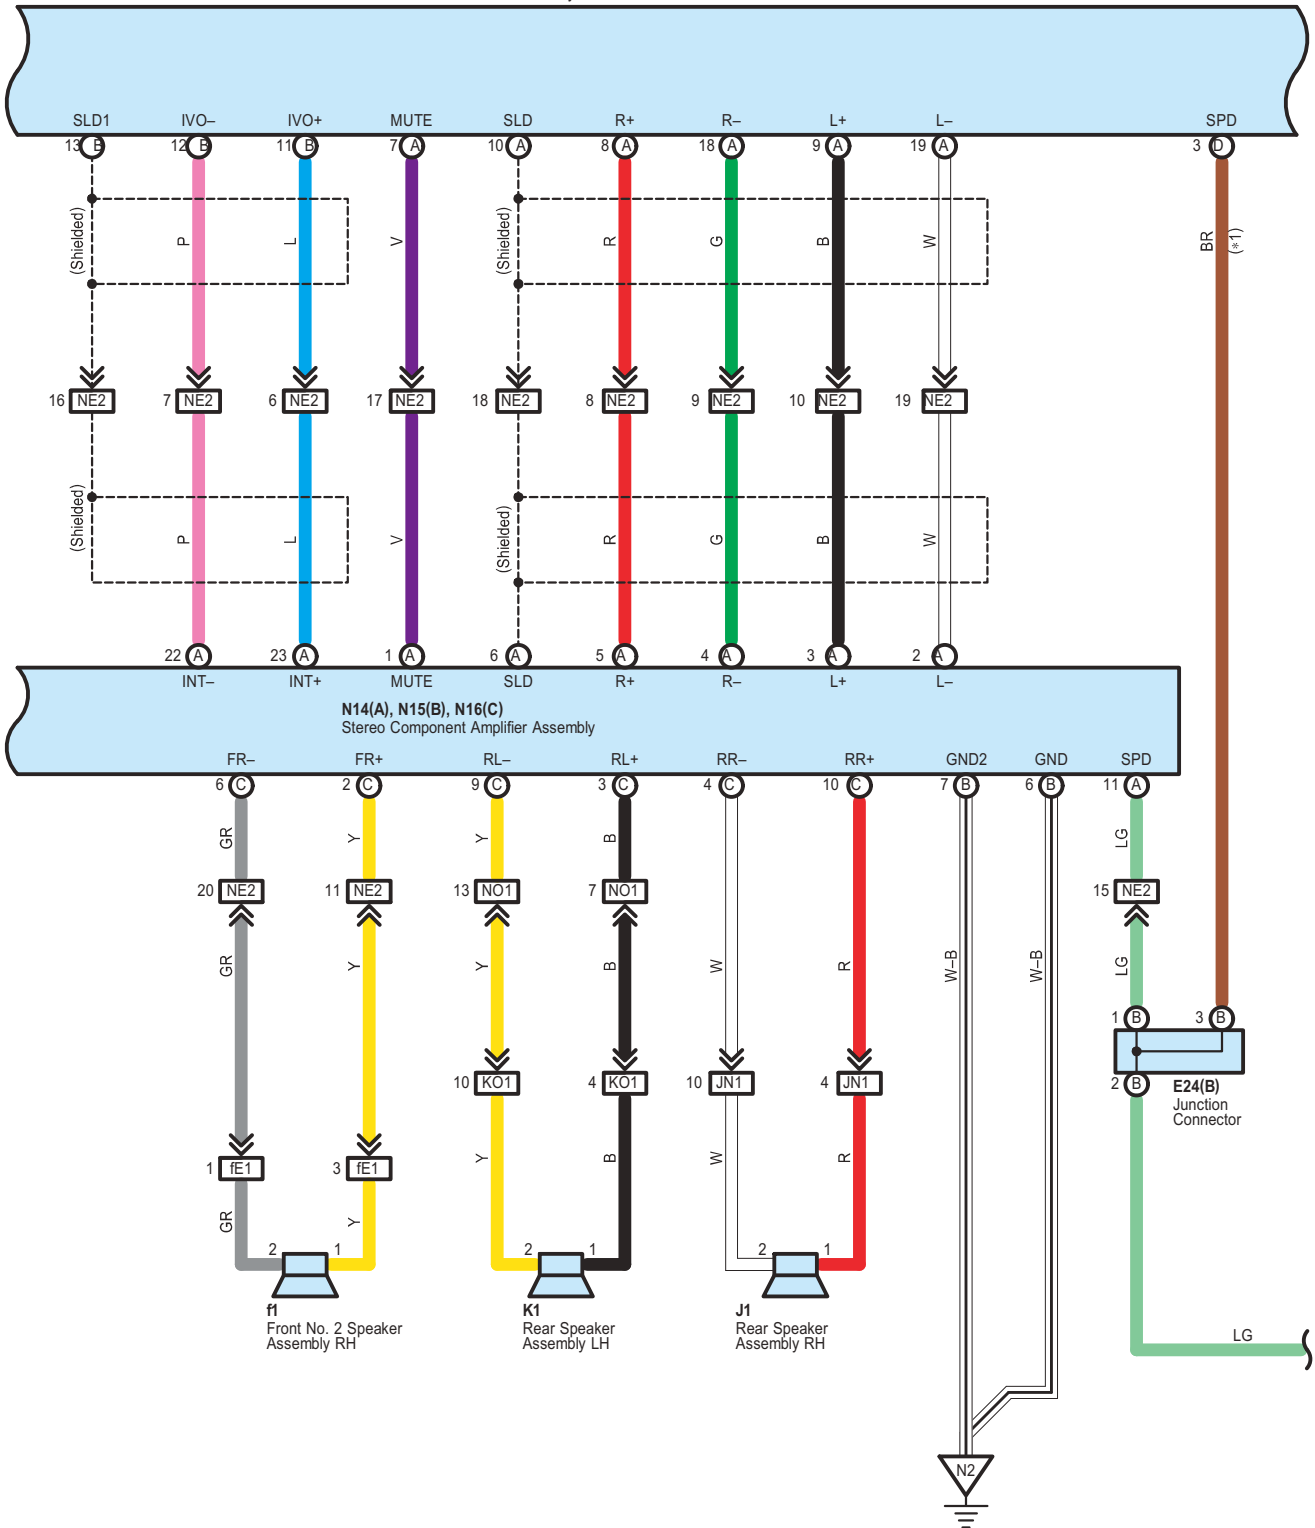 SLD1 IVO– IVO+ MUTE SLD R+ R– L+ L– SPD
13 B 12 B 11 B 7 A 10 A 8 A 18 A 9 A 19 A 3 D
(Shielded) P L V (Shielded) R G B W BR (*1)
16 NE2 7 NE2 6 NE2 17 NE2 18 NE2 8 NE2 9 NE2 10 NE2 19 NE2
(Shielded) P L V (Shielded) R G B W
22 A 23 A 1 A 6 A 5 A 4 A 3 A 2 A
INT– INT+ MUTE SLD R+ R– L+ L–
N14(A), N15(B), N16(C)
Stereo Component Amplifier Assembly
FR– FR+ RL– RL+ RR– RR+ GND2 GND SPD
6 C 2 C 9 C 3 C 4 C 10 C 7 B 6 B 11 A
GR Y Y B LG
20 NE2 11 NE2 13 NO1 7 NO1 15 NE2
GR Y Y B W R W–B W–B LG
1 B 3 B
10 KO1 4 KO1 10 JN1 4 JN1 2 B
E24(B)
Junction
Connector
1 fE1 3 fE1 Y B W R
GR Y
2 1 2 1 2 1
f1
Front No. 2 Speaker
Assembly RH
K1
Rear Speaker
Assembly LH
J1
Rear Speaker
Assembly RH
LG
N2